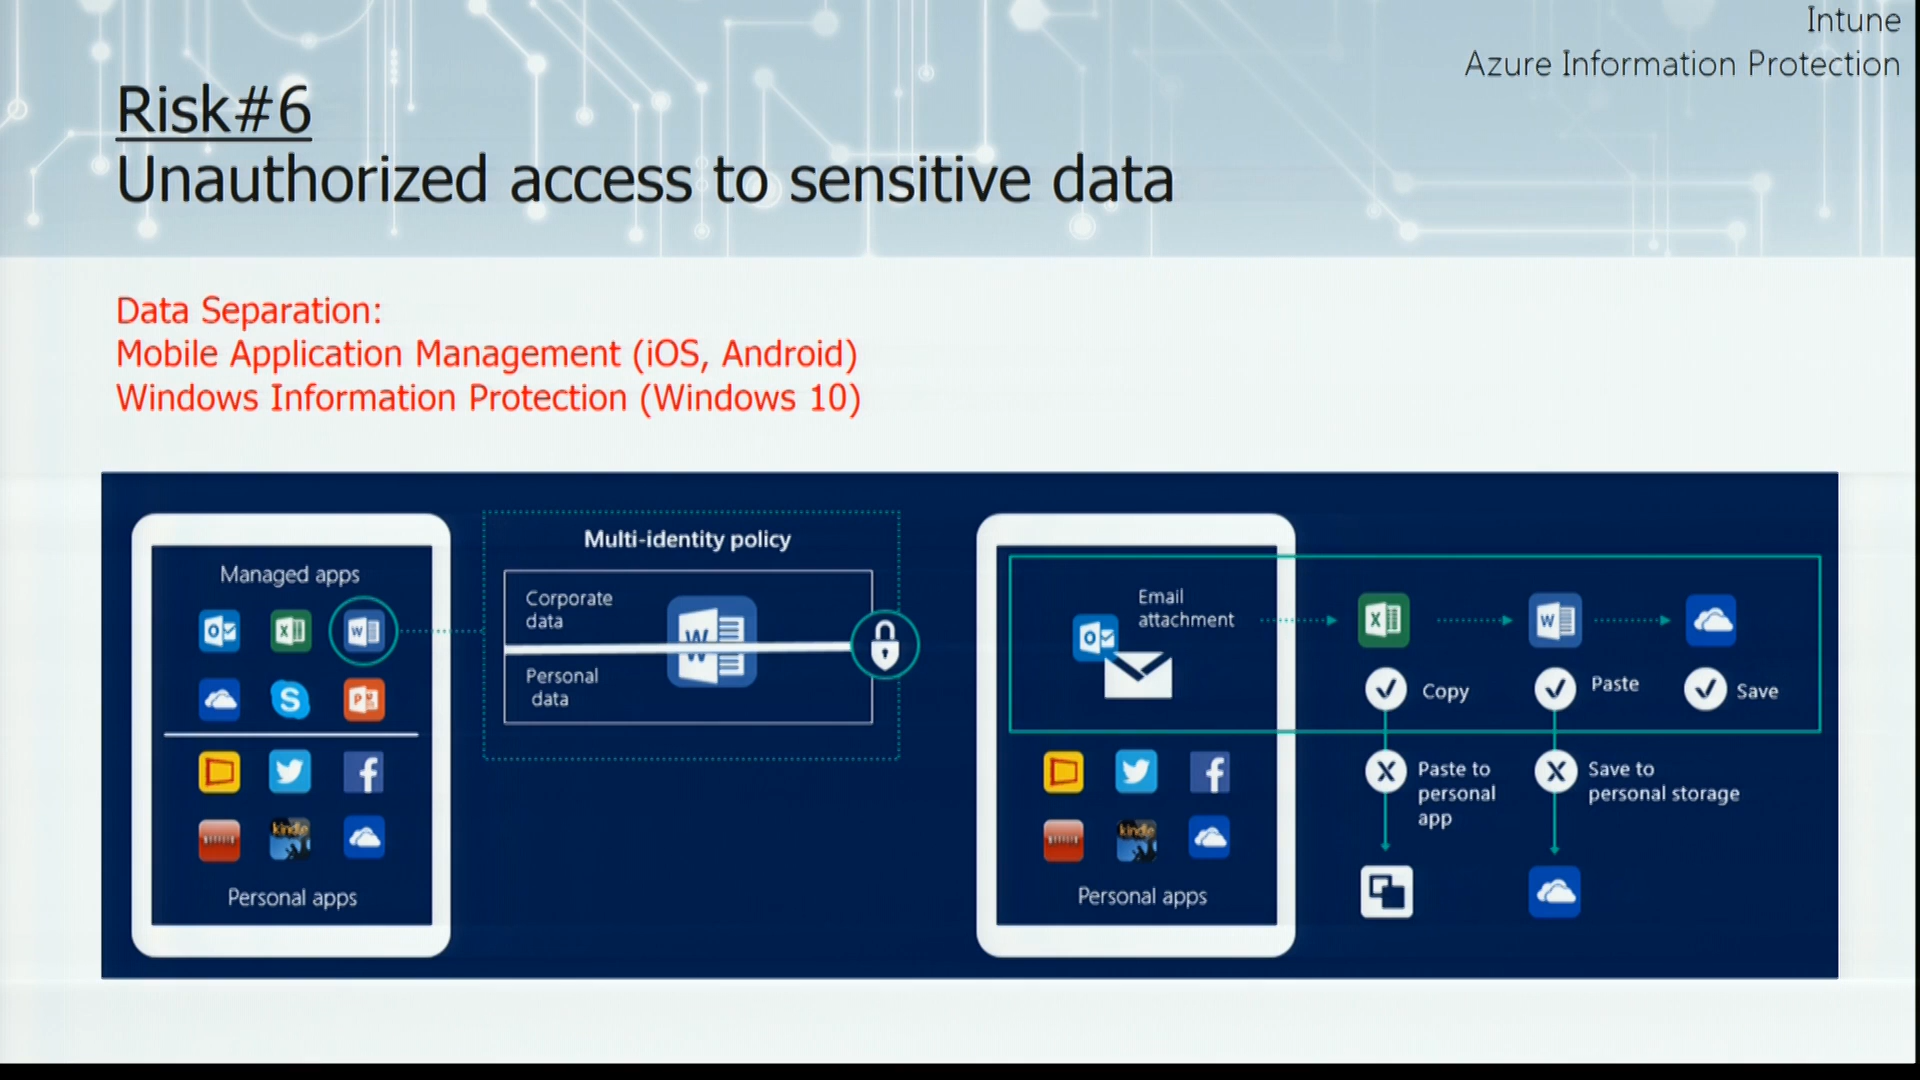 Intune
Azure Information Protection
Risk#6
Unauthorized access to sensitive data
Data Separation:
Mobile Application Management (iOS, Android)
Windows Information Protection (Windows 10)
Managed apps
Personal apps
Multi-identity policy
Corporate
data
Personal
data
Email
attachment
Copy
Paste
Save
Paste to
personal
app
Save to
personal storage
kindle
Personal apps
kindle